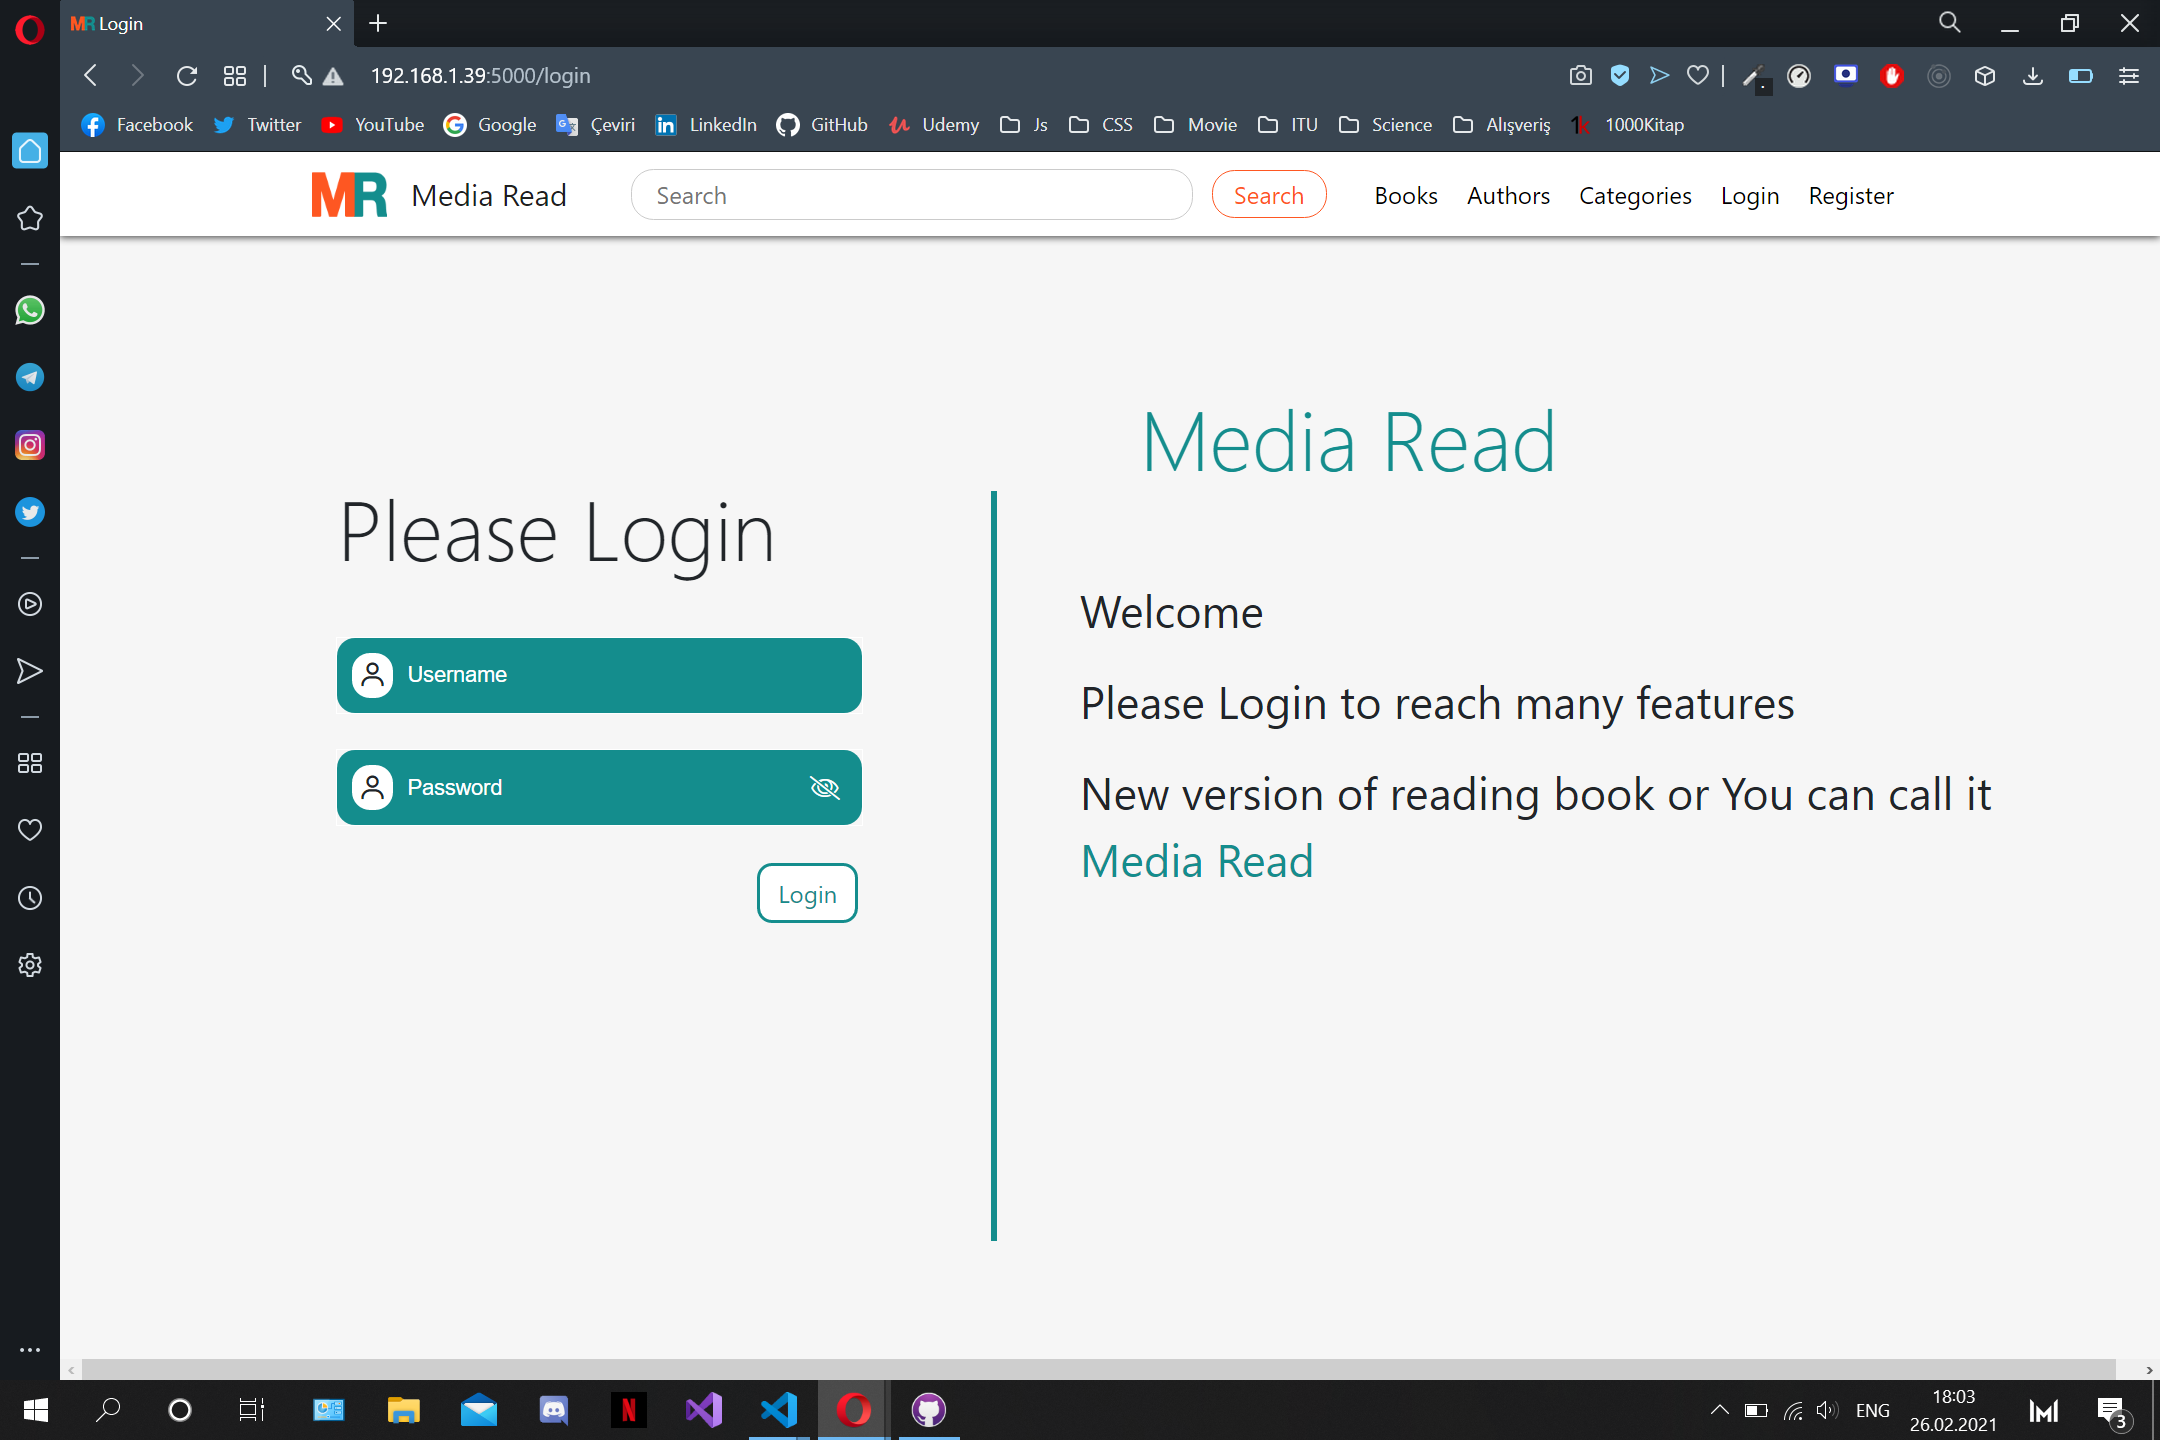 MR Login
192.168.1.39:5000/login
Facebook Twitter YouTube Google Çeviri LinkedIn GitHub Udemy Js CSS Movie ITU Science Alışveriş 1k 1000Kitap
MR Media Read Search Search Books Authors Categories Login Register
Media Read
Please Login
Welcome
Username
Please Login to reach many features
Password
New version of reading book or You can call it
Media Read
Login
N
ENG
18:03
26.02.2021
3